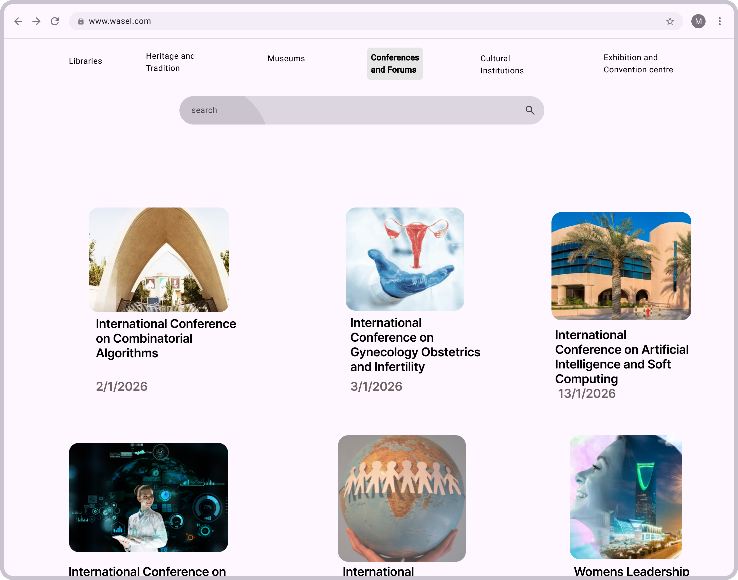 www.wasel.com
M
Libraries
Heritage and
Tradition
Museums
Conferences
and Forums
Cultural
Institutions
Exhibition and
Convention centre
search
International Conference
on Combinatorial
Algorithms
2/1/2026
International
Conference on
Gynecology Obstetrics
and Infertility
3/1/2026
International
Conference on Artificial
Intelligence and Soft
Computing
13/1/2026
International Conference on
International
Womens Leadership